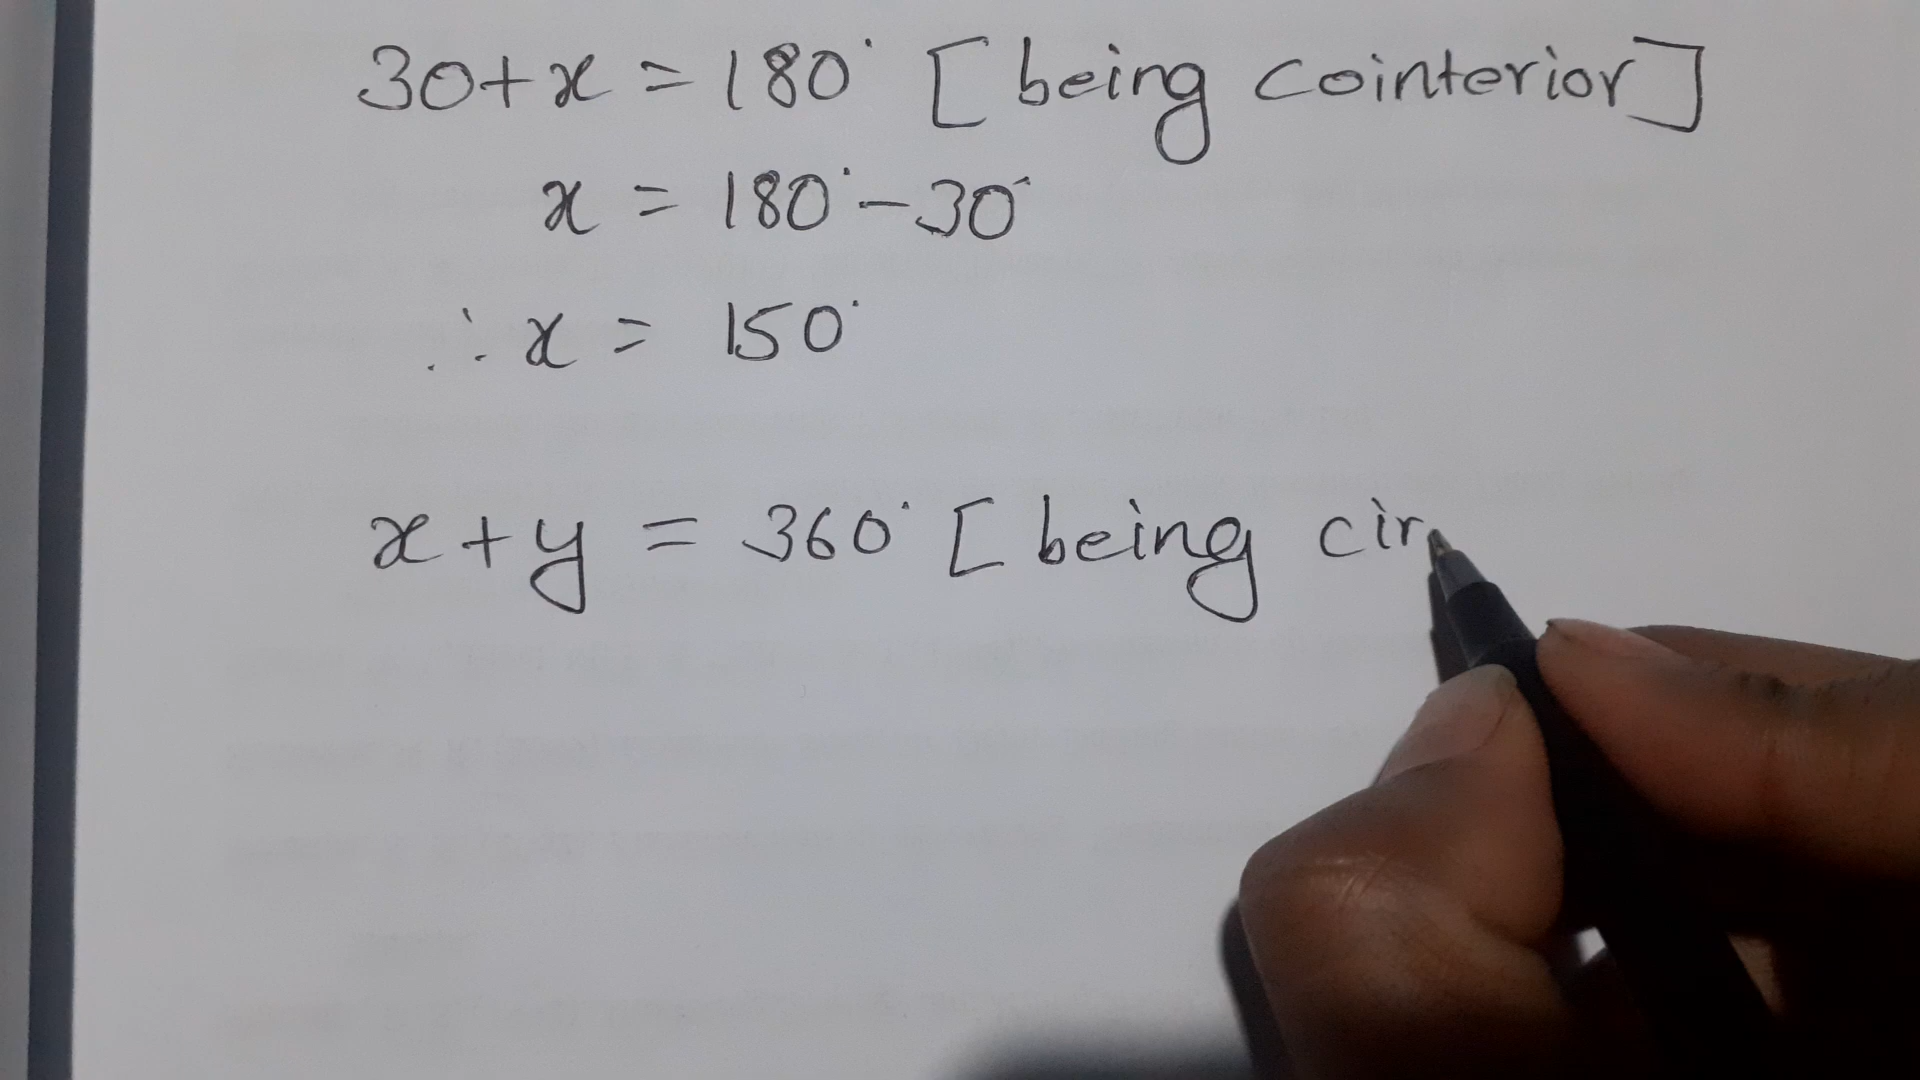 30+x = 180° [being cointerior]
x = 180° - 30°
∴ x = 150°
x + y = 360° [being cir